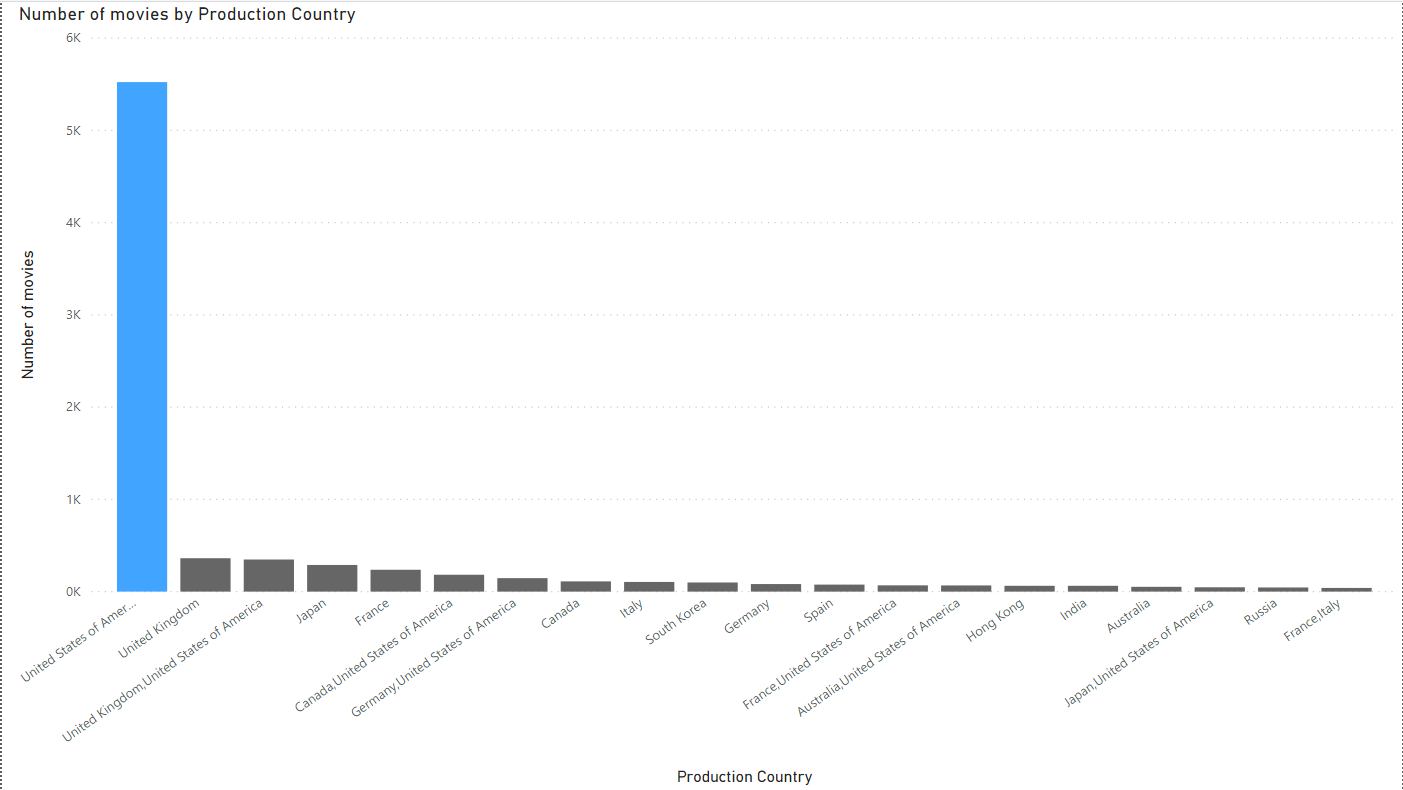 Number of movies by Production Country
6K
5K
4K
3K
2K
1K
0K
Number of movies
United States of Amer...
United Kingdom
United Kingdom,United States of America
Japan
France
Canada,United States of America
Germany,United States of America
Canada
Italy
South Korea
Germany
Spain
France,United States of America
Australia,United States of America
Hong Kong
India
Australia
Japan,United States of America
Russia
France,Italy
Production Country